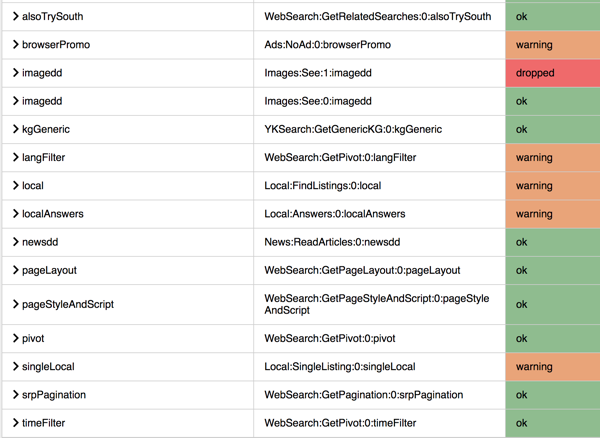 alsoTrySouth WebSearch:GetRelatedSearches:0:alsoTrySouth ok
browserPromo Ads:NoAd:0:browserPromo warning
imagedd Images:See:1:imagedd dropped
imagedd Images:See:0:imagedd ok
kgGeneric YKSearch:GetGenericKG:0:kgGeneric ok
langFilter WebSearch:GetPivot:0:langFilter warning
local Local:FindListings:0:local warning
localAnswers Local:Answers:0:localAnswers warning
newsdd News:ReadArticles:0:newsdd ok
pageLayout WebSearch:GetPageLayout:0:pageLayout ok
pageStyleAndScript WebSearch:GetPageStyleAndScript:0:pageStyle
AndScript ok
pivot WebSearch:GetPivot:0:pivot ok
singleLocal Local:SingleListing:0:singleLocal warning
srpPagination WebSearch:GetPagination:0:srpPagination ok
timeFilter WebSearch:GetPivot:0:timeFilter ok